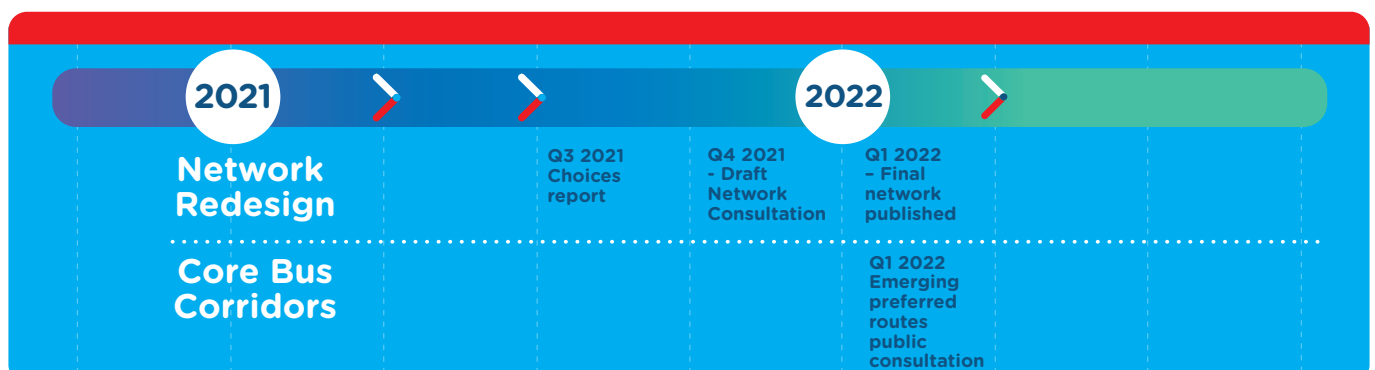 2021
2022
Network
Redesign
Q3 2021
Choices
report
Q4 2021
- Draft
Network
Consultation
Q1 2022
– Final
network
published
Core Bus
Corridors
Q1 2022
Emerging
preferred
routes
public
consultation